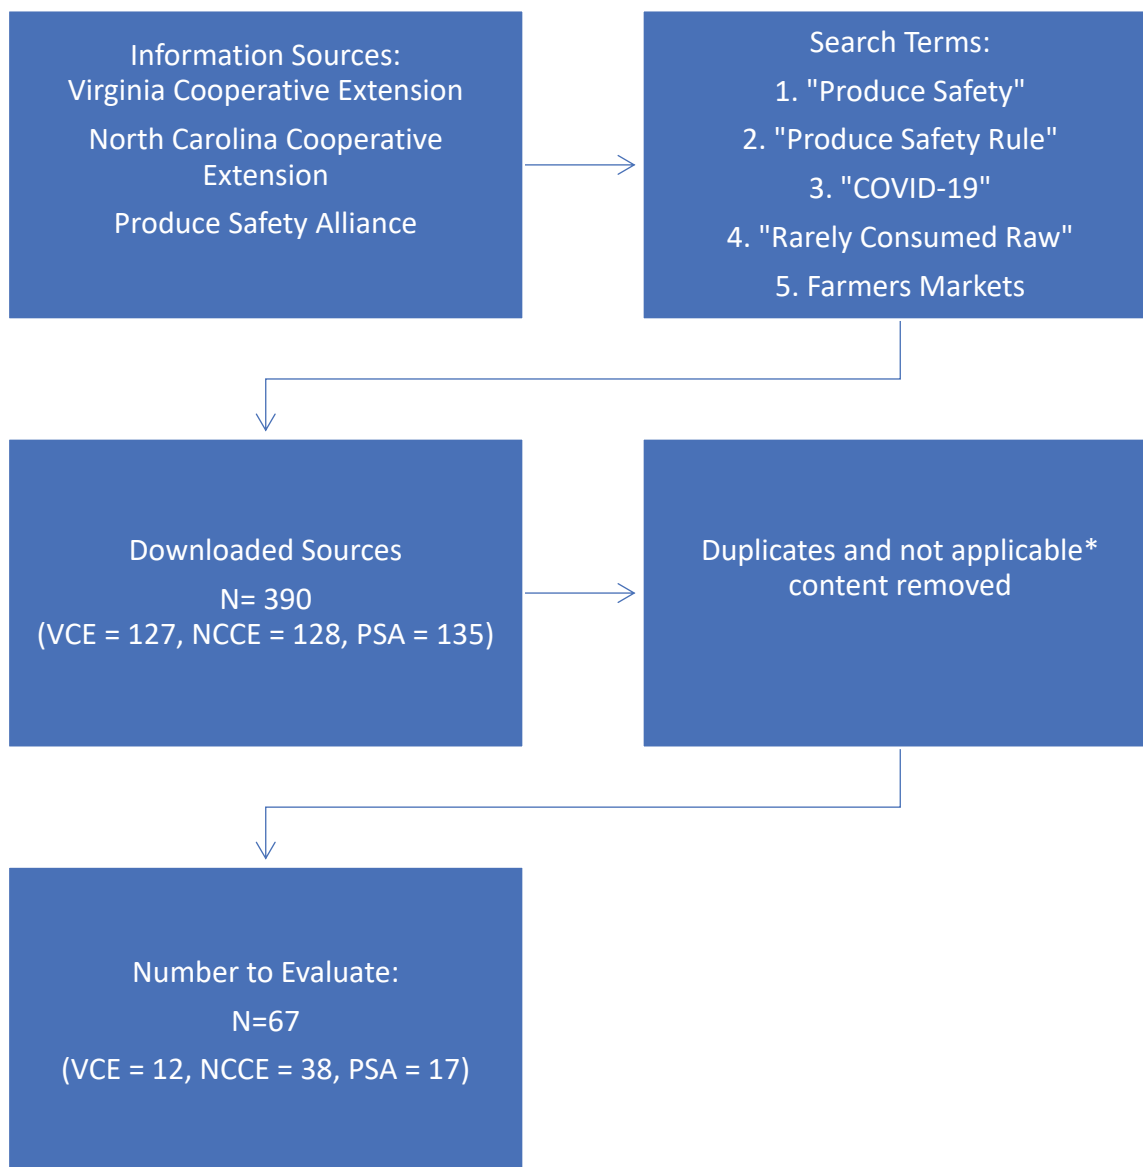 Information Sources:
Virginia Cooperative Extension
North Carolina Cooperative
Extension
Produce Safety Alliance
Search Terms:
1. "Produce Safety"
2. "Produce Safety Rule"
3. "COVID-19"
4. "Rarely Consumed Raw"
5. Farmers Markets
Downloaded Sources
N= 390
(VCE = 127, NCCE = 128, PSA = 135)
Duplicates and not applicable*
content removed
Number to Evaluate:
N=67
(VCE = 12, NCCE = 38, PSA = 17)